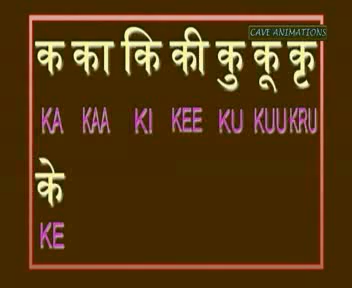 CAVE ANIMATIONS
क का कि की कु कू कृ
KA KAA KI KEE KU KUU KRU
के
KE